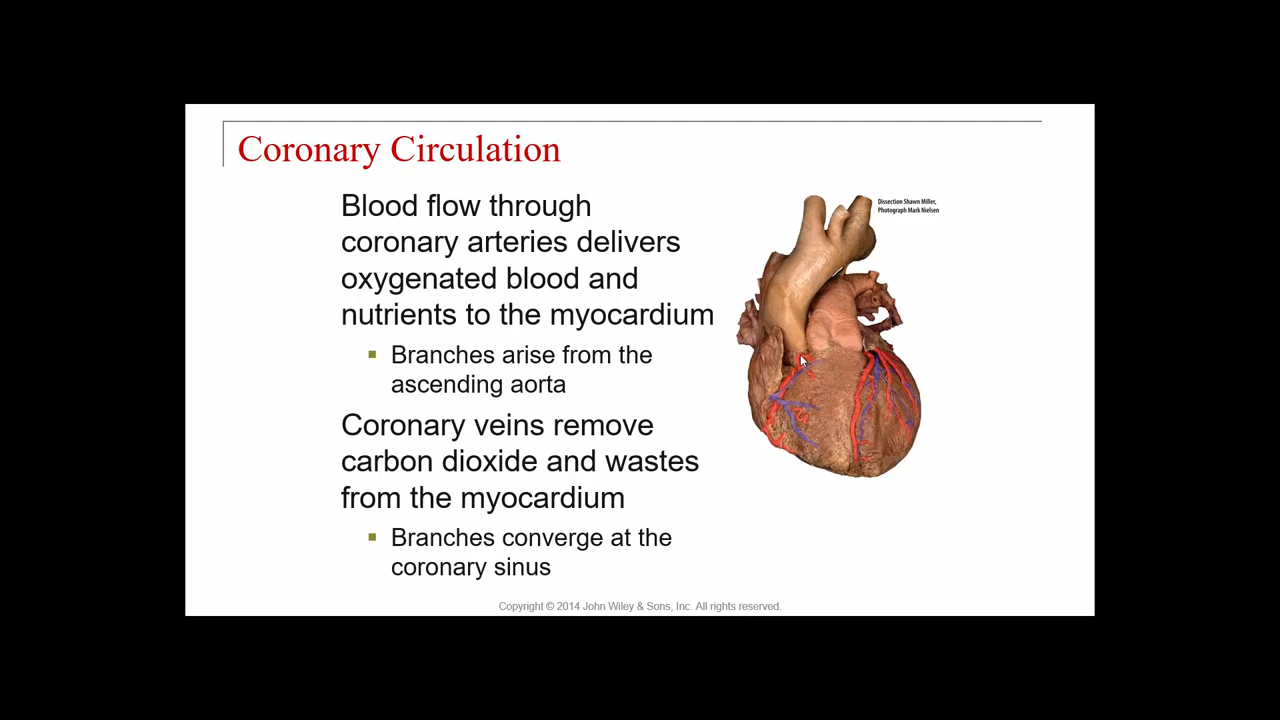 Coronary Circulation
Blood flow through
coronary arteries delivers
oxygenated blood and
nutrients to the myocardium
Branches arise from the
ascending aorta
Coronary veins remove
carbon dioxide and wastes
from the myocardium
Branches converge at the
coronary sinus
Dissection Shawn Miller,
Photograph Mark Nielsen
Copyright © 2014 John Wiley & Sons, Inc. All rights reserved.